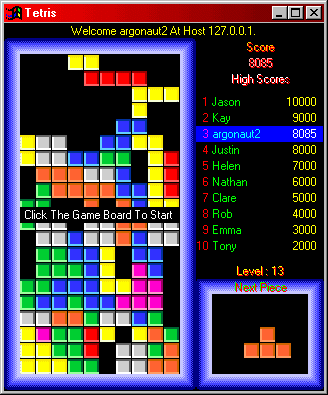 Tetris
Welcome argonaut2 At Host 127.0.0.1.
Score
8085
High Score:
1 Jason 10000
2 Kay 9000
3 argonaut2 8085
4 Justin 8000
5 Helen 7000
6 Nathan 6000
7 Clare 5000
8 Rob 4000
9 Emma 3000
10 Tony 2000
Click The Game Board To Start
Level : 13
Next Piece